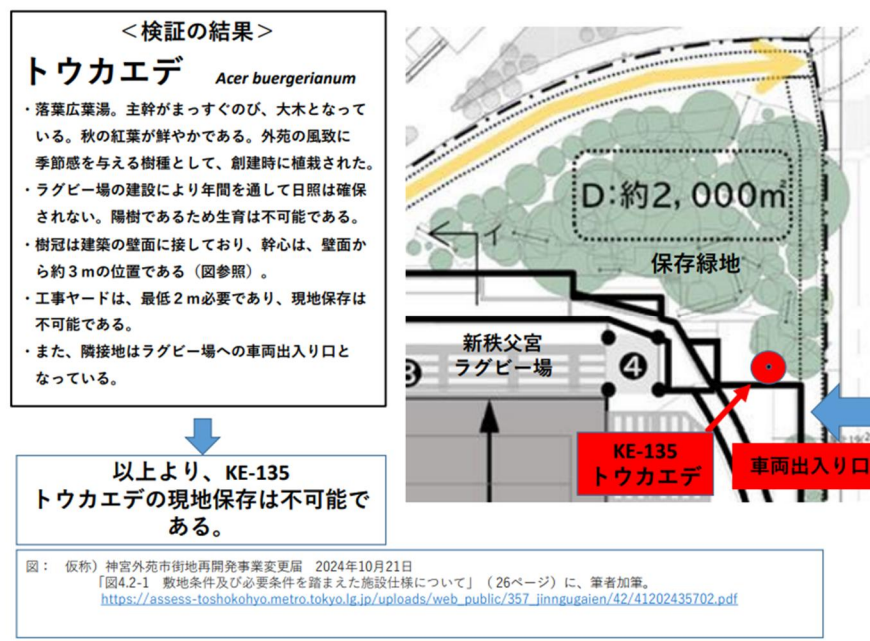 ＜検証の結果＞
トウカエデ Acer buergerianum
・落葉広葉湯。主幹がまっすぐのび、大木となって
いる。秋の紅葉が鮮やかである。外苑の風致に
季節感を与える樹種として、創建時に植栽された。
・ラグビー場の建設により年間を通して日照は確保
されない。陽樹であるため生育は不可能である。
・樹冠は建築の壁面に接しており、幹心は、壁面か
ら約３ｍの位置である（図参照）。
・工事ヤードは、最低２ｍ必要であり、現地保存は
不可能である。
・また、隣接地はラグビー場への車両出入り口と
なっている。
以上より、KE-135
トウカエデの現地保存は不可能で
ある。
D:約2,000㎡
イ
保存緑地
新秩父宮
ラグビー場
❸
❹
KE-135
トウカエデ
車両出入り口
図： 仮称）神宮外苑市街地再開発事業変更届 2024年10月21日
「図4.2-1 敷地条件及び必要条件を踏まえた施設仕様について」（26ページ）に、筆者加筆。
https://assess-toshokohyo.metro.tokyo.lg.jp/uploads/web_public/357_jinngugaien/42/41202435702.pdf